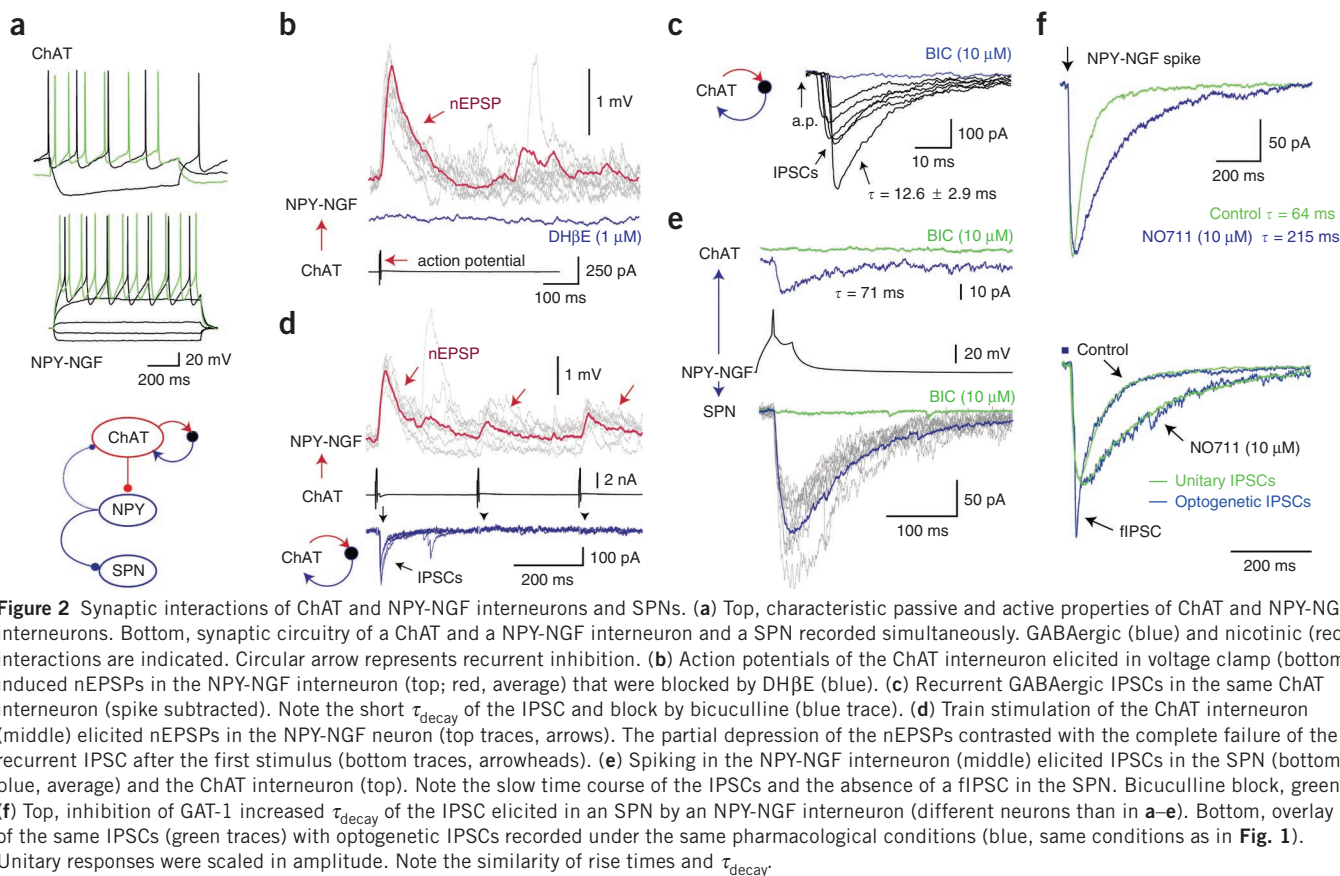 a
ChAT
NPY-NGF
20 mV
200 ms
ChAT
NPY
SPN
b
nEPSP
1 mV
NPY-NGF
DHβE (1 μM)
ChAT
action potential
250 pA
100 ms
c
BIC (10 μM)
ChAT
a.p.
IPSCs
100 pA
10 ms
τ = 12.6 ± 2.9 ms
d
nEPSP
1 mV
NPY-NGF
2 nA
ChAT
ChAT
IPSCs
100 pA
200 ms
e
BIC (10 μM)
ChAT
τ = 71 ms
10 pA
20 mV
NPY-NGF
SPN
BIC (10 μM)
50 pA
100 ms
f
NPY-NGF spike
50 pA
200 ms
Control τ = 64 ms
NO711 (10 μM) τ = 215 ms
Control
NO711 (10 μM)
Unitary IPSCs
Optogenetic IPSCs
fIPSC
200 ms
Figure 2 Synaptic interactions of ChAT and NPY-NGF interneurons and SPNs. (a) Top, characteristic passive and active properties of ChAT and NPY-NG
interneurons. Bottom, synaptic circuitry of a ChAT and a NPY-NGF interneuron and a SPN recorded simultaneously. GABAergic (blue) and nicotinic (rec
interactions are indicated. Circular arrow represents recurrent inhibition. (b) Action potentials of the ChAT interneuron elicited in voltage clamp (bottom
induced nEPSPs in the NPY-NGF interneuron (top; red, average) that were blocked by DHβE (blue). (c) Recurrent GABAergic IPSCs in the same ChAT
interneuron (spike subtracted). Note the short τdecay of the IPSC and block by bicuculline (blue trace). (d) Train stimulation of the ChAT interneuron
(middle) elicited nEPSPs in the NPY-NGF neuron (top traces, arrows). The partial depression of the nEPSPs contrasted with the complete failure of the
recurrent IPSC after the first stimulus (bottom traces, arrowheads). (e) Spiking in the NPY-NGF interneuron (middle) elicited IPSCs in the SPN (bottom
blue, average) and the ChAT interneuron (top). Note the slow time course of the IPSCs and the absence of a fIPSC in the SPN. Bicuculline block, green
(f) Top, inhibition of GAT-1 increased τdecay of the IPSC elicited in an SPN by an NPY-NGF interneuron (different neurons than in a–e). Bottom, overlay
of the same IPSCs (green traces) with optogenetic IPSCs recorded under the same pharmacological conditions (blue, same conditions as in Fig. 1).
Unitary responses were scaled in amplitude. Note the similarity of rise times and τdecay.